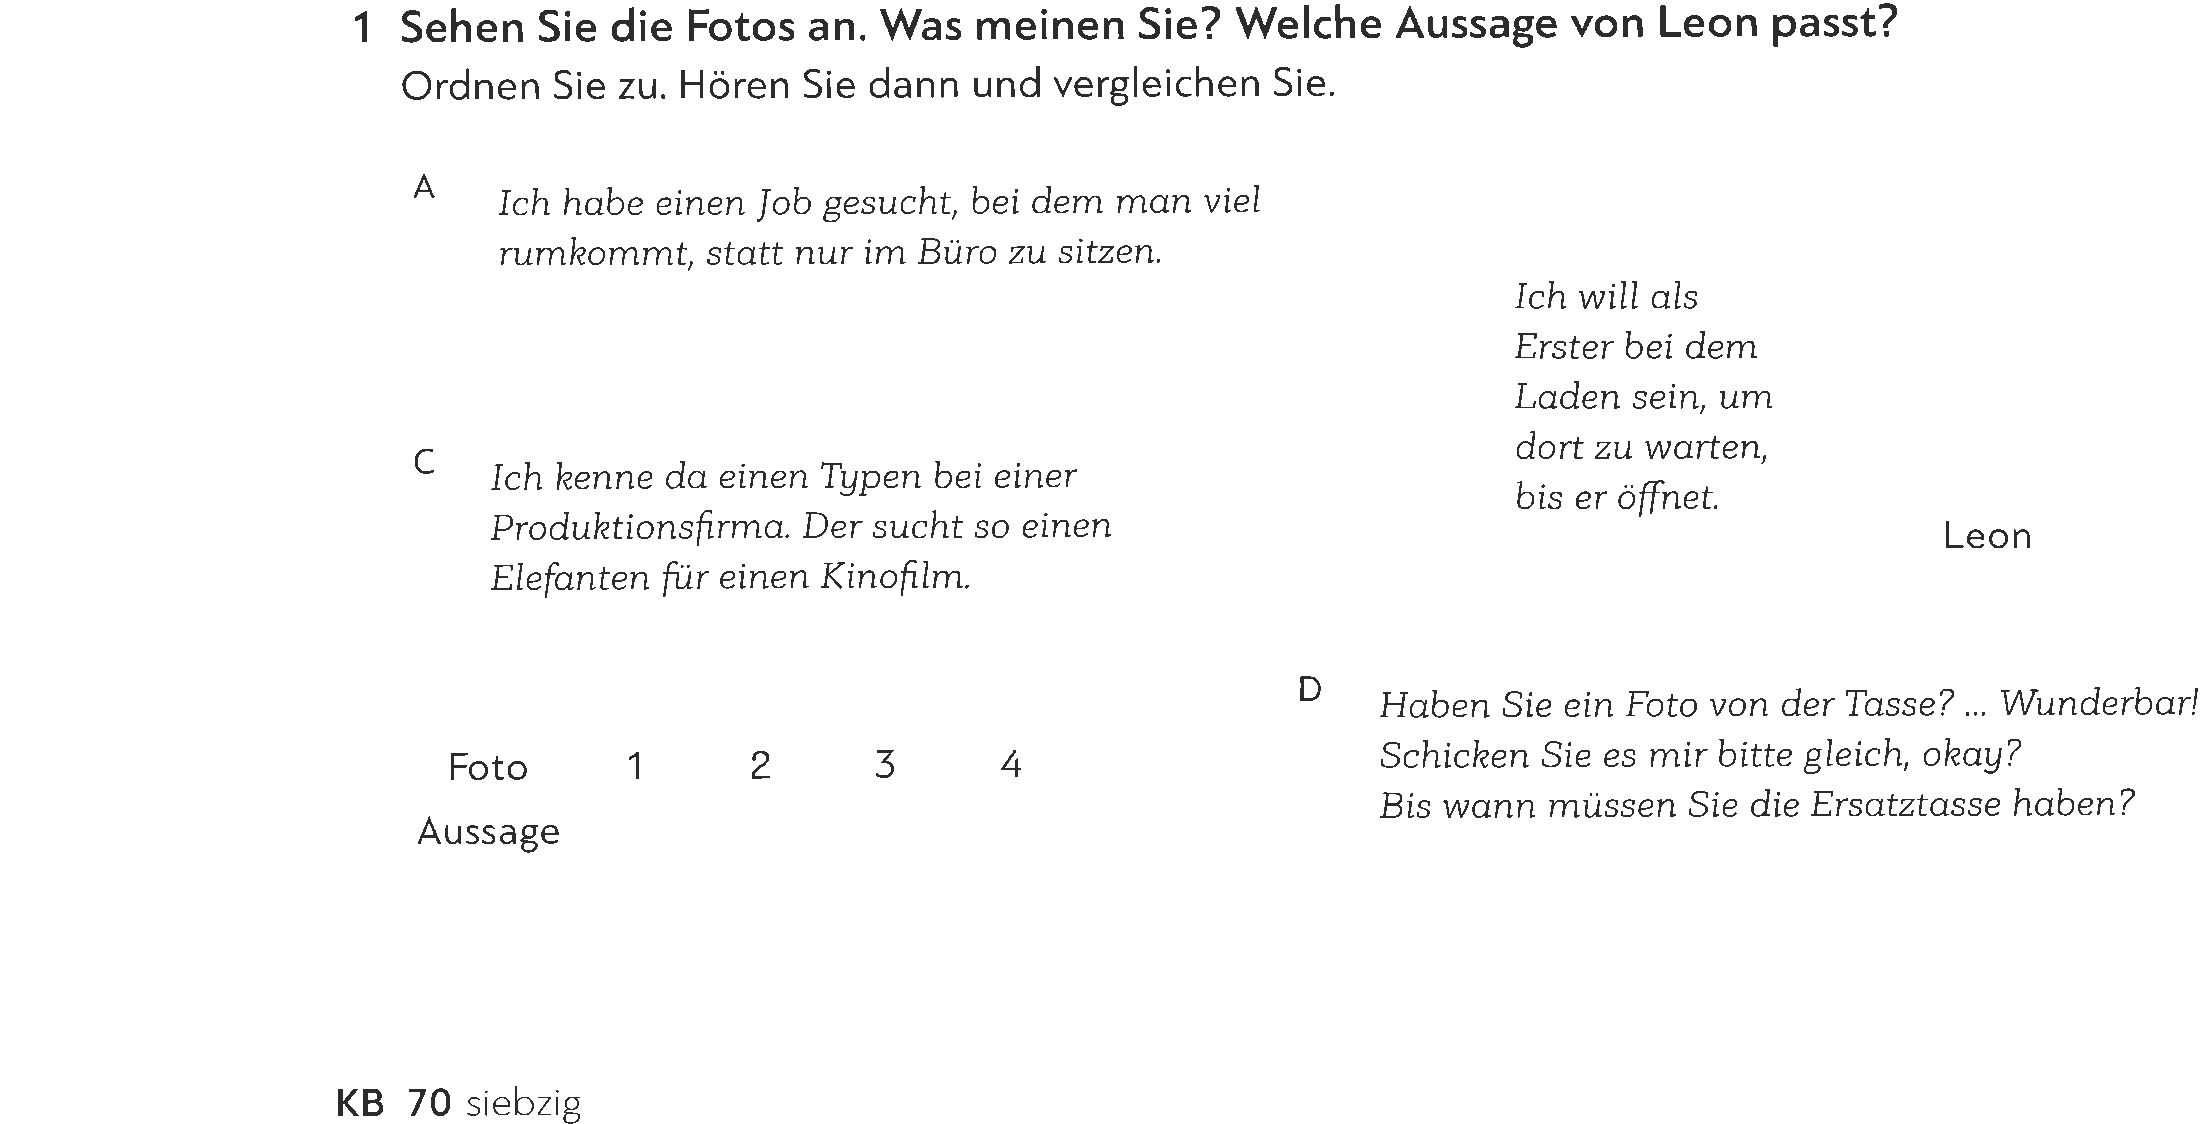 1 Sehen Sie die Fotos an. Was meinen Sie? Welche Aussage von Leon passt?
Ordnen Sie zu. Hören Sie dann und vergleichen Sie.
A
Ich habe einen Job gesucht, bei dem man viel
rumkommt, statt nur im Büro zu sitzen.
Ich will als
Erster bei dem
Laden sein, um
dort zu warten,
bis er öffnet.
Leon
C
Ich kenne da einen Typen bei einer
Produktionsfirma. Der sucht so einen
Elefanten für einen Kinofilm.
D
Haben Sie ein Foto von der Tasse? ... Wunderbar!
Schicken Sie es mir bitte gleich, okay?
Bis wann müssen Sie die Ersatztasse haben?
Foto 1 2 3 4
Aussage
KB 70 siebzig